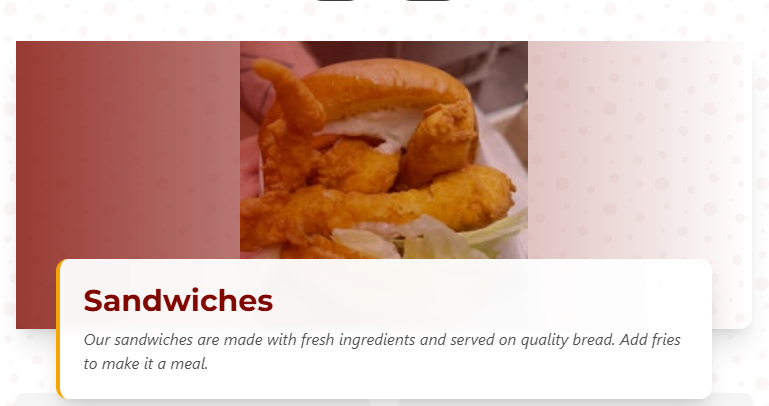 Sandwiches
Our sandwiches are made with fresh ingredients and served on quality bread. Add fries
to make it a meal.